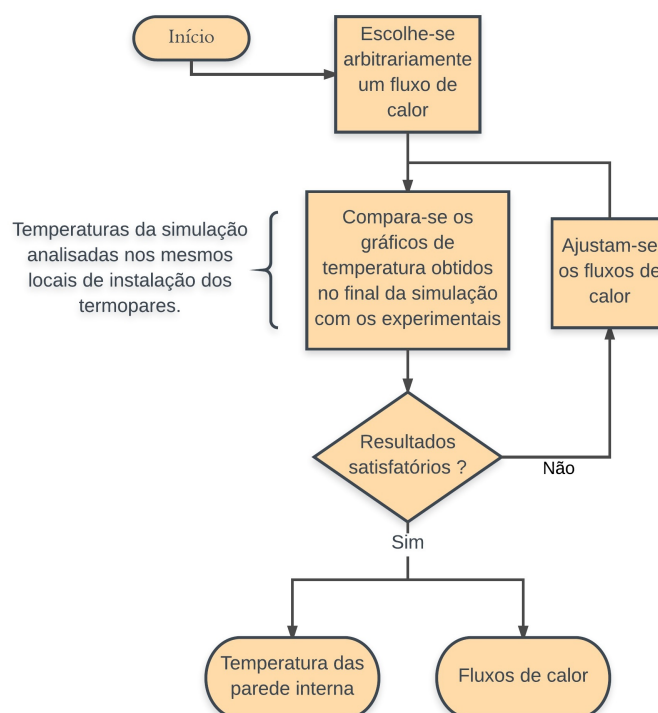 Início
Escolhe-se
arbitrariamente
um fluxo de
calor
Temperaturas da simulação
analisadas nos mesmos
locais de instalação dos
termopares.
Compara-se os
gráficos de
temperatura obtidos
no final da simulação
com os experimentais
Ajustam-se
os fluxos de
calor
Resultados
satisfatórios ?
Não
Sim
Temperatura das
parede interna
Fluxos de calor